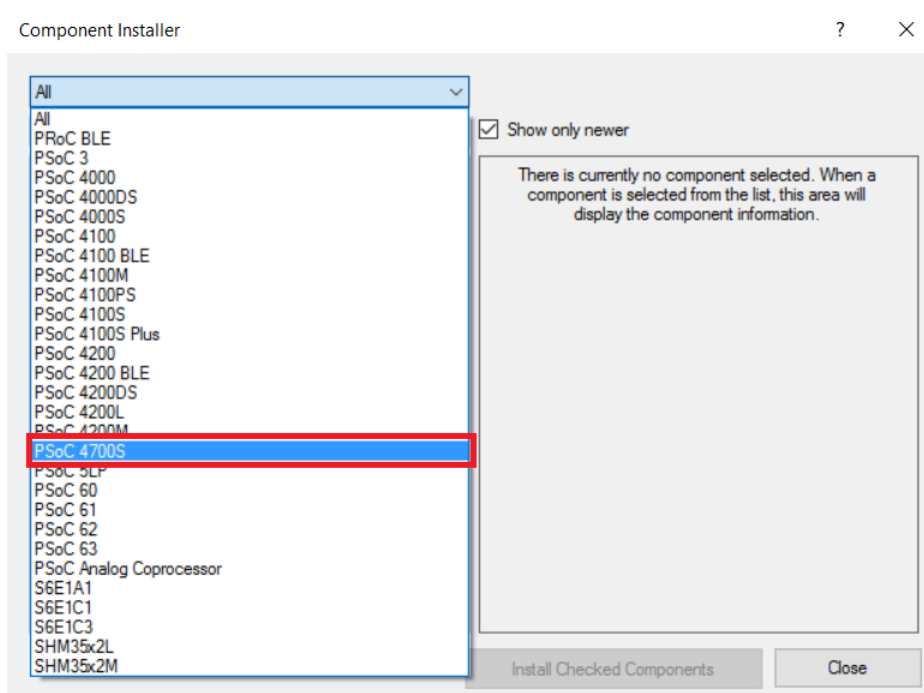 Component Installer
?
All
All
PRoC BLE
PSoC 3
PSoC 4000
PSoC 4000DS
PSoC 4000S
PSoC 4100
PSoC 4100 BLE
PSoC 4100M
PSoC 4100PS
PSoC 4100S
PSoC 4100S Plus
PSoC 4200
PSoC 4200 BLE
PSoC 4200DS
PSoC 4200L
PSoC 4200M
PSoC 4700S
PSoC 5LP
PSoC 60
PSoC 61
PSoC 62
PSoC 63
PSoC Analog Coprocessor
S6E1A1
S6E1C1
S6E1C3
SHM35x2L
SHM35x2M
Show only newer
There is currently no component selected. When a
component is selected from the list, this area will
display the component information.
Install Checked Components
Close